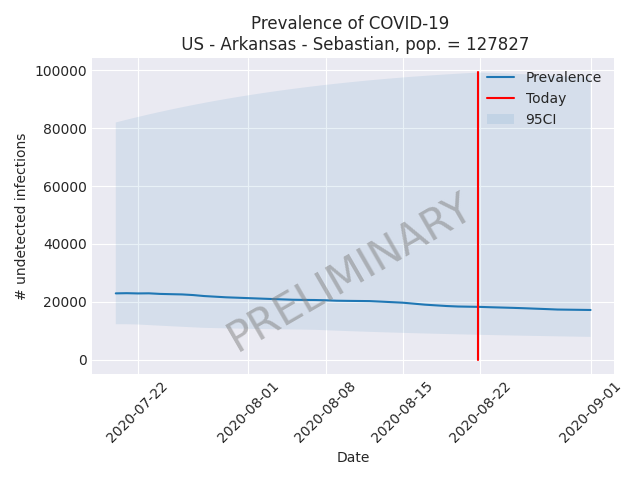 Prevalence of COVID-19
US - Arkansas - Sebastian, pop. = 127827
100000
80000
60000
40000
20000
0
# undetected infections
Prevalence
Today
95CI
PRELIMINARY
2020-07-22
2020-08-01
2020-08-08
2020-08-15
2020-08-22
2020-09-01
Date